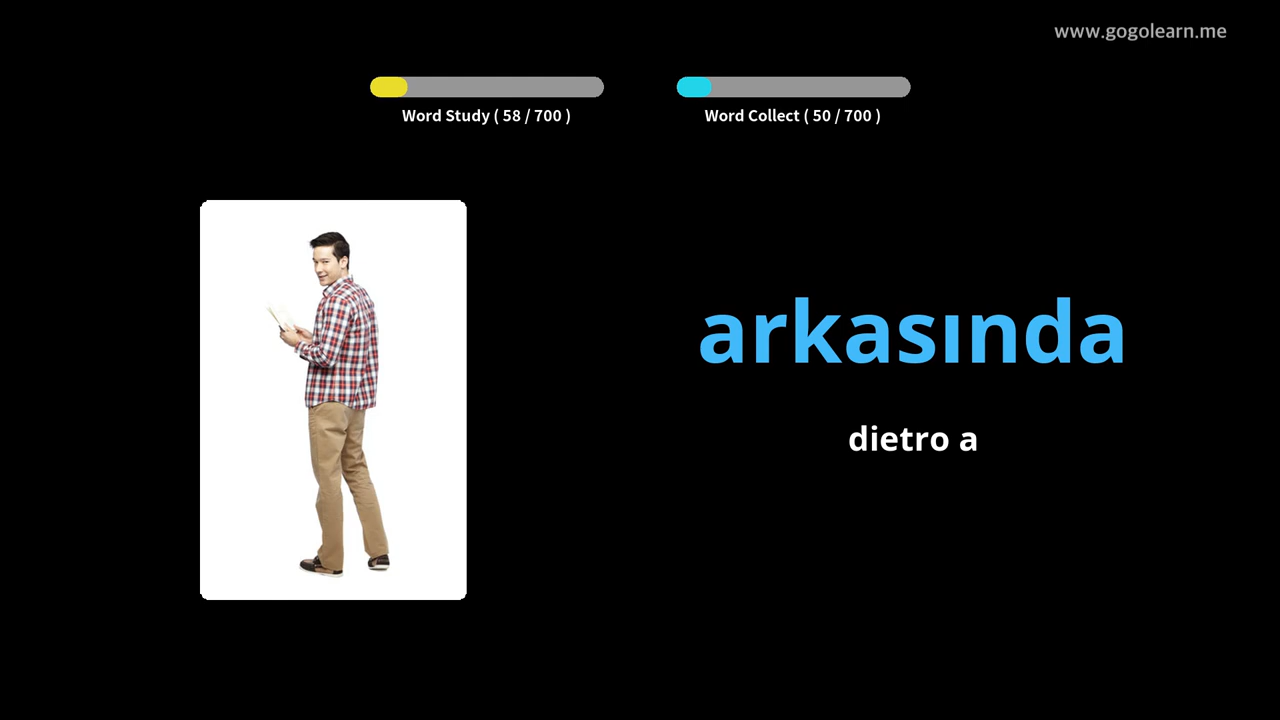 www.gogolearn.me
Word Study ( 58 / 700 )
Word Collect ( 50 / 700 )
arkasında
dietro a